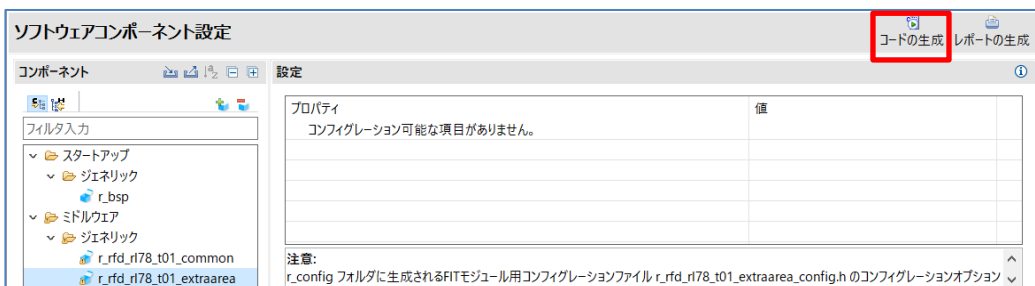 ソフトウェアコンポーネント設定
コードの生成 レポートの生成
コンポーネント
設定
フィルタ入力
プロパティ 値
コンフィグレーション可能な項目がありません。
スタートアップ
ジェネリック
r_bsp
ミドルウェア
ジェネリック
r_rfd_rl78_t01_common
r_rfd_rl78_t01_extraarea
注意:
r_config フォルダに生成されるFITモジュール用コンフィグレーションファイル r_rfd_rl78_t01_extraarea_config.h のコンフィグレーションオプション